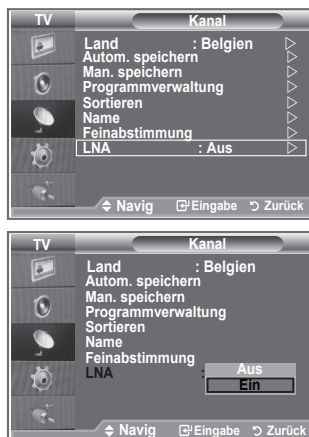 TV Kanal
Land : Belgien
Autom. speichern
Man. speichern
Programmverwaltung
Sortieren
Name
Feinabstimmung
LNA : Aus
Navig Eingabe Zurück
TV Kanal
Land : Belgien
Autom. speichern
Man. speichern
Programmverwaltung
Sortieren
Name
Feinabstimmung
LNA : Aus
Ein
Navig Eingabe Zurück